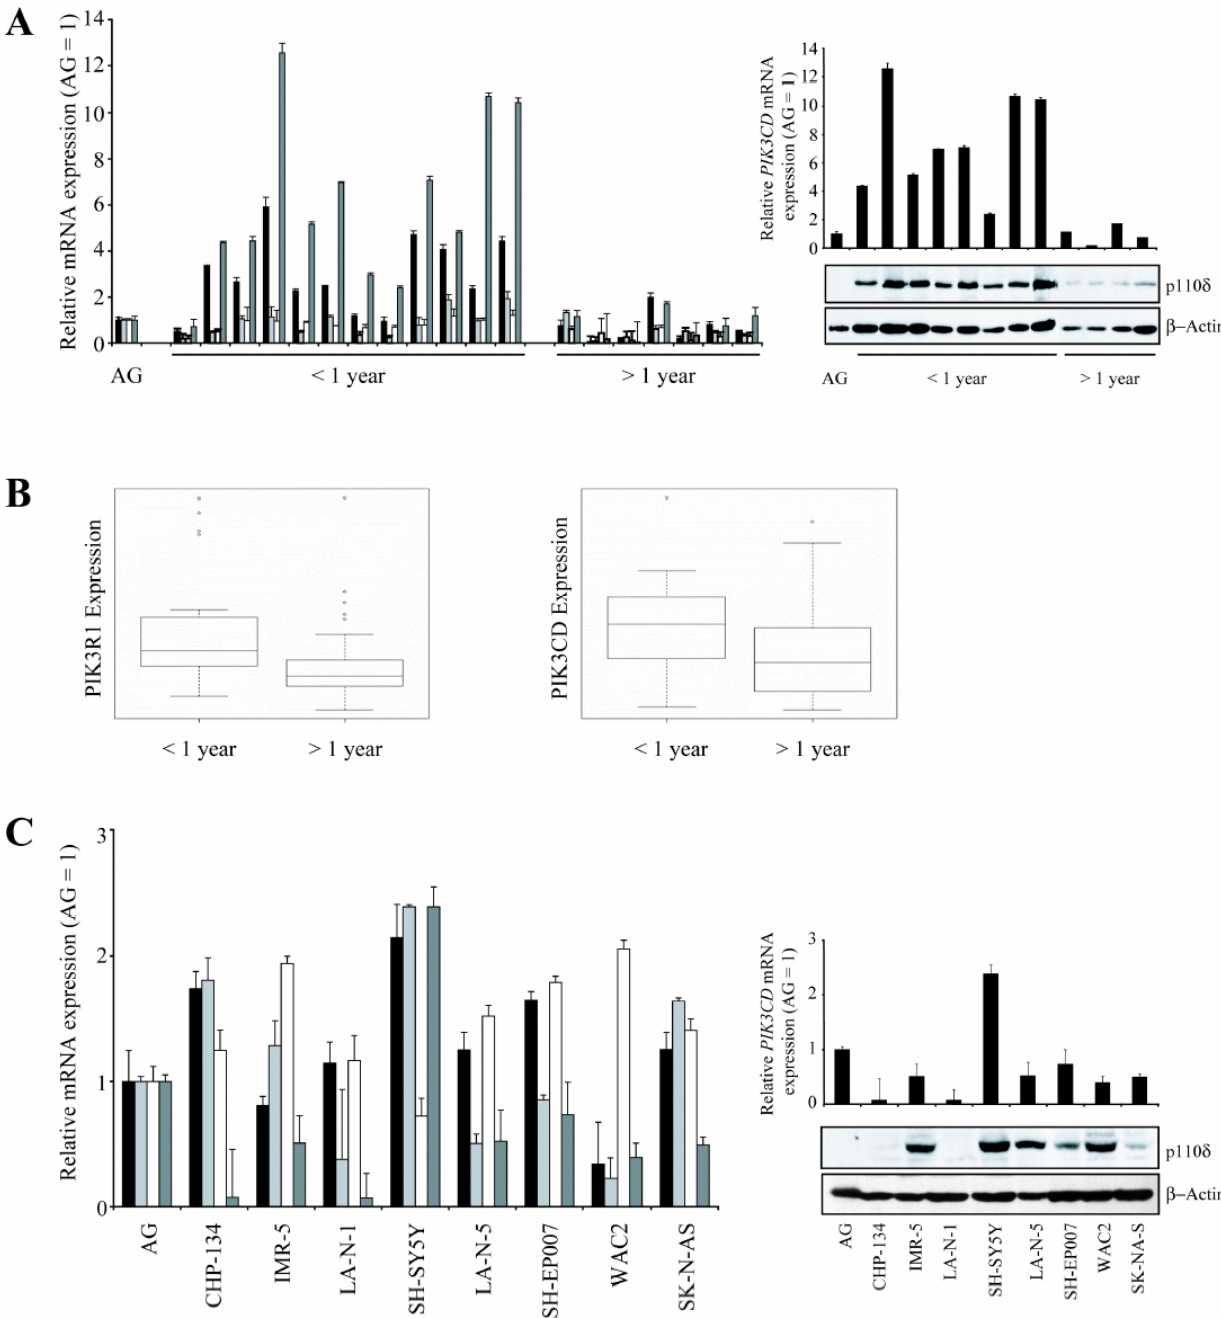 A
Relative mRNA expression (AG = 1)
14
12
10
8
6
4
2
0
AG
< 1 year
> 1 year
Relative PIK3CD mRNA
expression (AG = 1)
14
12
10
8
6
4
2
0
p110δ
β–Actin
AG
< 1 year
> 1 year
B
PIK3R1 Expression
< 1 year
> 1 year
PIK3CD Expression
< 1 year
> 1 year
C
Relative mRNA expression (AG = 1)
3
2
1
0
AG
CHP-134
IMR-5
LA-N-1
SH-SY5Y
LA-N-5
SH-EP007
WAC2
SK-N-AS
Relative PIK3CD mRNA
expression (AG = 1)
3
2
1
0
p110δ
β–Actin
AG
CHP-134
IMR-5
LA-N-1
SH-SY5Y
LA-N-5
SH-EP007
WAC2
SK-NA-S